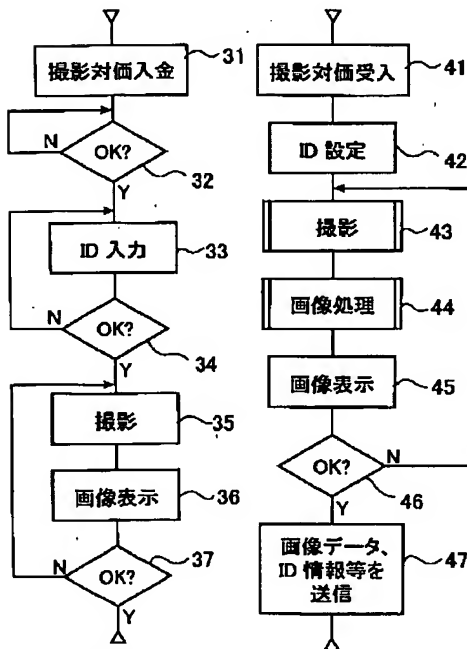 撮影対価入金
31
N
OK?
32
Y
ID 入力
33
N
OK?
34
Y
撮影
35
画像表示
36
N
OK?
37
Y
撮影対価受入
41
ID 設定
42
撮影
43
画像処理
44
画像表示
45
OK?
N
46
Y
画像データ、
ID 情報等を
送信
47